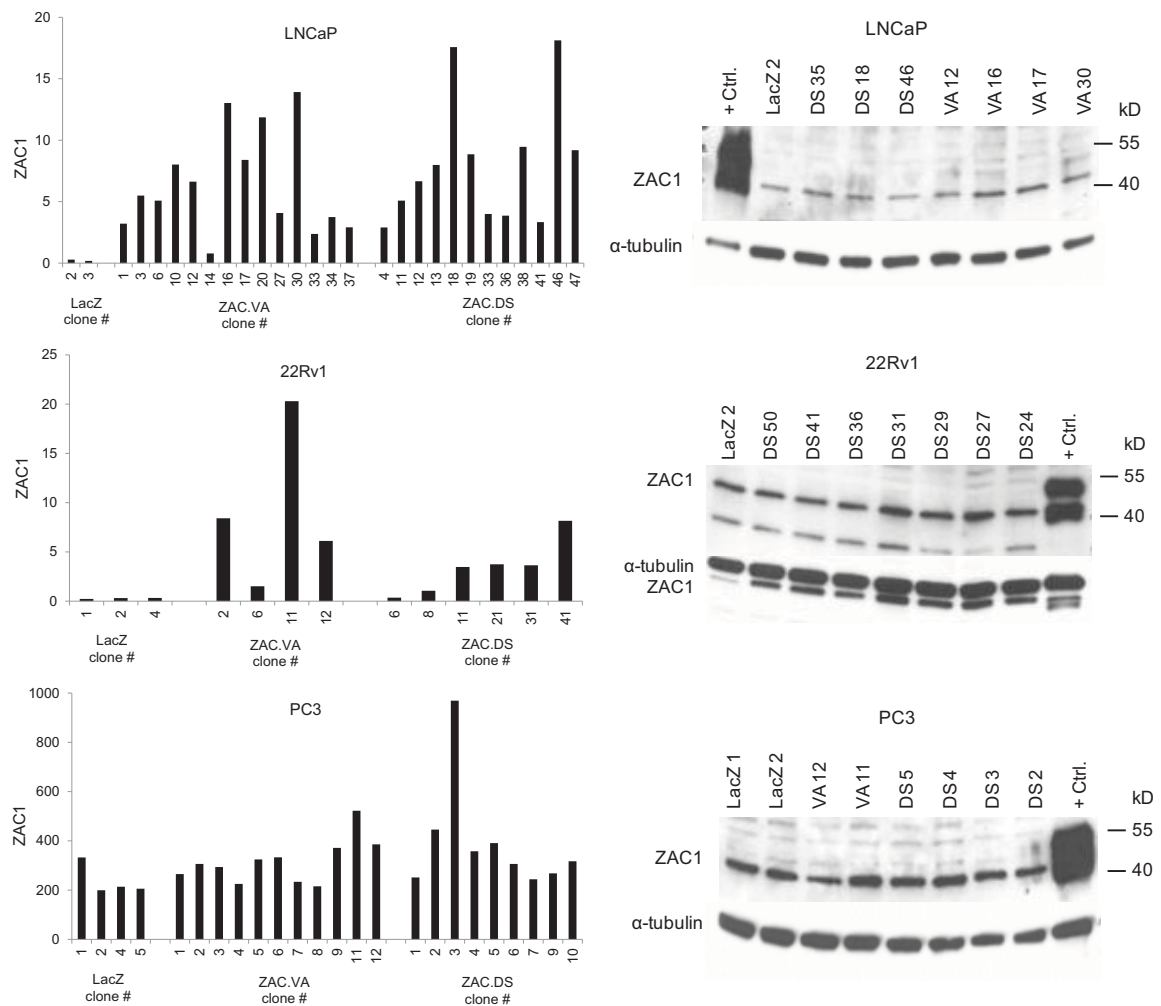 LNCaP
20
15
10
5
0
ZAC1
2 3 1 3 6 10 12 14 16 17 20 27 30 33 34 37 4 11 12 13 18 19 33 36 38 41 46 47
LacZ
clone #
ZAC.VA
clone #
ZAC.DS
clone #
LNCaP
+ Ctrl. LacZ 2 DS 35 DS 18 DS 46 VA 12 VA 16 VA 17 VA 30 kD
ZAC1
55
40
α-tubulin
22Rv1
25
20
15
10
5
0
ZAC1
1 2 4 2 6 11 12 6 8 11 21 31 41
LacZ
clone #
ZAC.VA
clone #
ZAC.DS
clone #
22Rv1
LacZ 2 DS 50 DS 41 DS 36 DS 31 DS 29 DS 27 DS 24 + Ctrl. kD
ZAC1
55
40
α-tubulin
ZAC1
PC3
1000
800
600
400
200
0
ZAC1
1 2 4 5 1 2 3 4 5 6 7 8 9 11 12 1 2 3 4 5 6 7 9 10
LacZ
clone #
ZAC.VA
clone #
ZAC.DS
clone #
PC3
LacZ 1 LacZ 2 VA 12 VA 11 DS 5 DS 4 DS 3 DS 2 + Ctrl. kD
ZAC1
55
40
α-tubulin